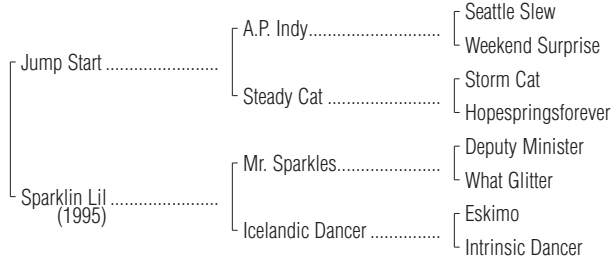 Seattle Slew
A.P. Indy............................
Weekend Surprise
Jump Start ........................
Storm Cat
Steady Cat ........................
Hopespringsforever
Deputy Minister
Mr. Sparkles......................
What Glitter
Sparklin Lil .......................
(1995)
Eskimo
Icelandic Dancer ...............
Intrinsic Dancer